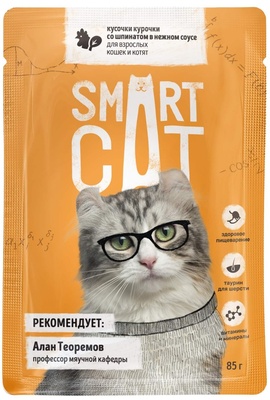 кусочки курочки
со шпинатом в нежном соусе
для взрослых
кошек и котят
SMART
CAT
здоровое
пищеварение
таурин
для шерсти
витамины
и минералы
РЕКОМЕНДУЕТ:
Алан Теоремов
профессор мяучной кафедры
85 г